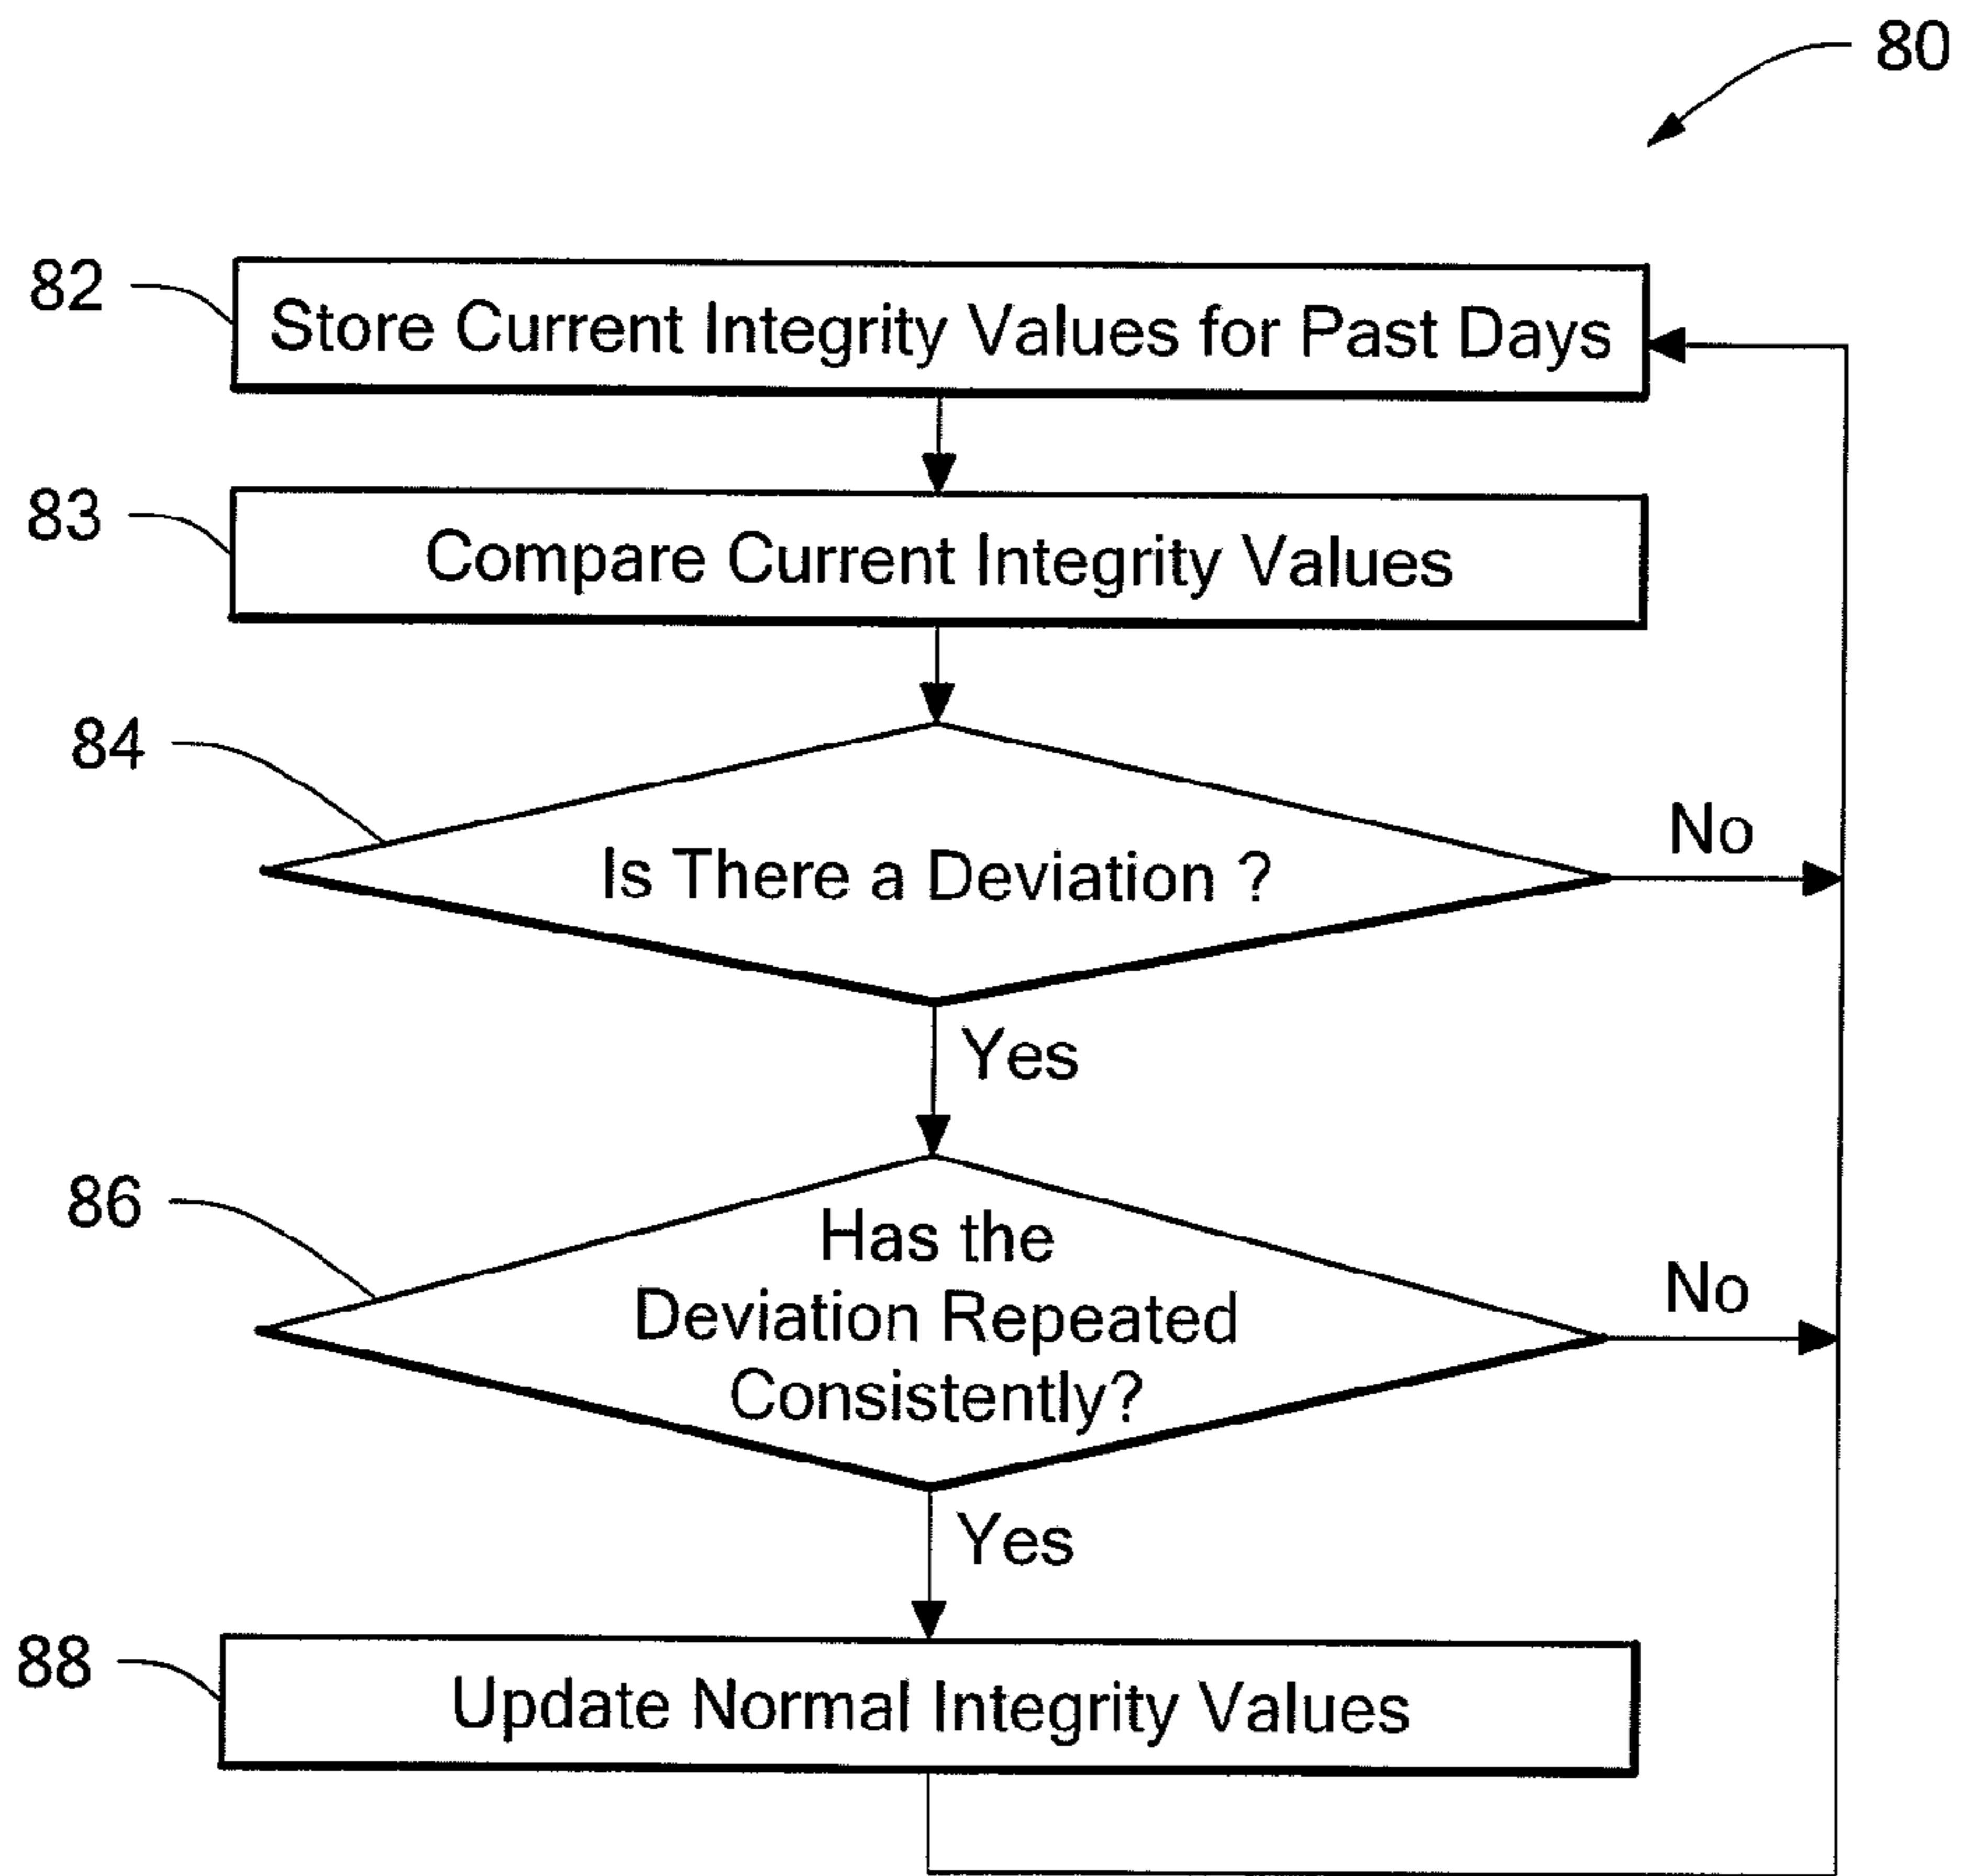 80
82
Store Current Integrity Values for Past Days
83
Compare Current Integrity Values
84
Is There a Deviation ?
No
Yes
86
Has the
Deviation Repeated
Consistently?
No
Yes
88
Update Normal Integrity Values